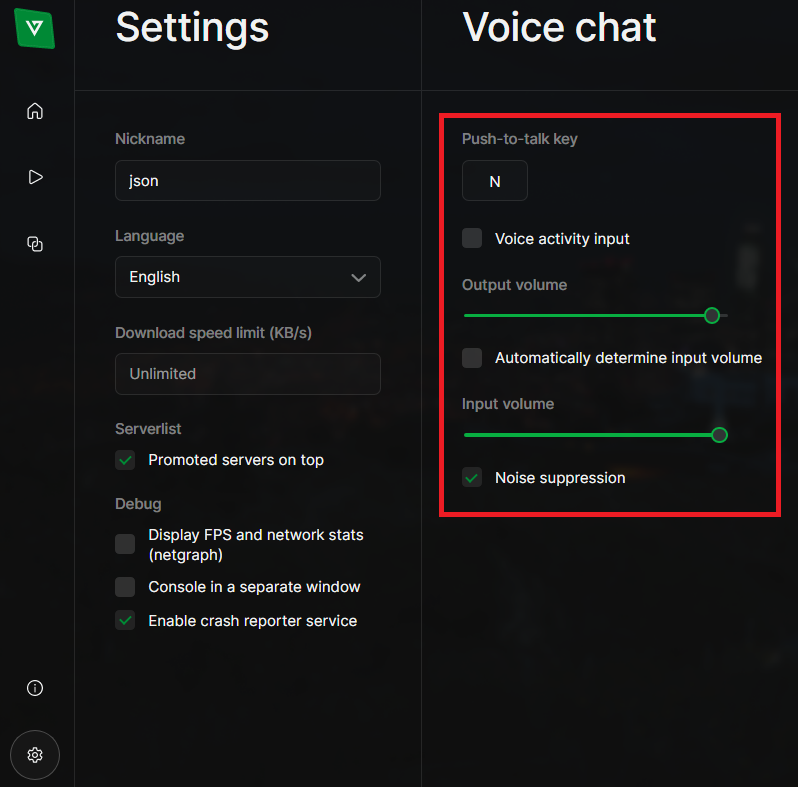 Settings
Nickname
json
Language
English
Download speed limit (KB/s)
Unlimited
Serverlist
Promoted servers on top
Debug
Display FPS and network stats
(netgraph)
Console in a separate window
Enable crash reporter service
Voice chat
Push-to-talk key
N
Voice activity input
Output volume
Automatically determine input volume
Input volume
Noise suppression